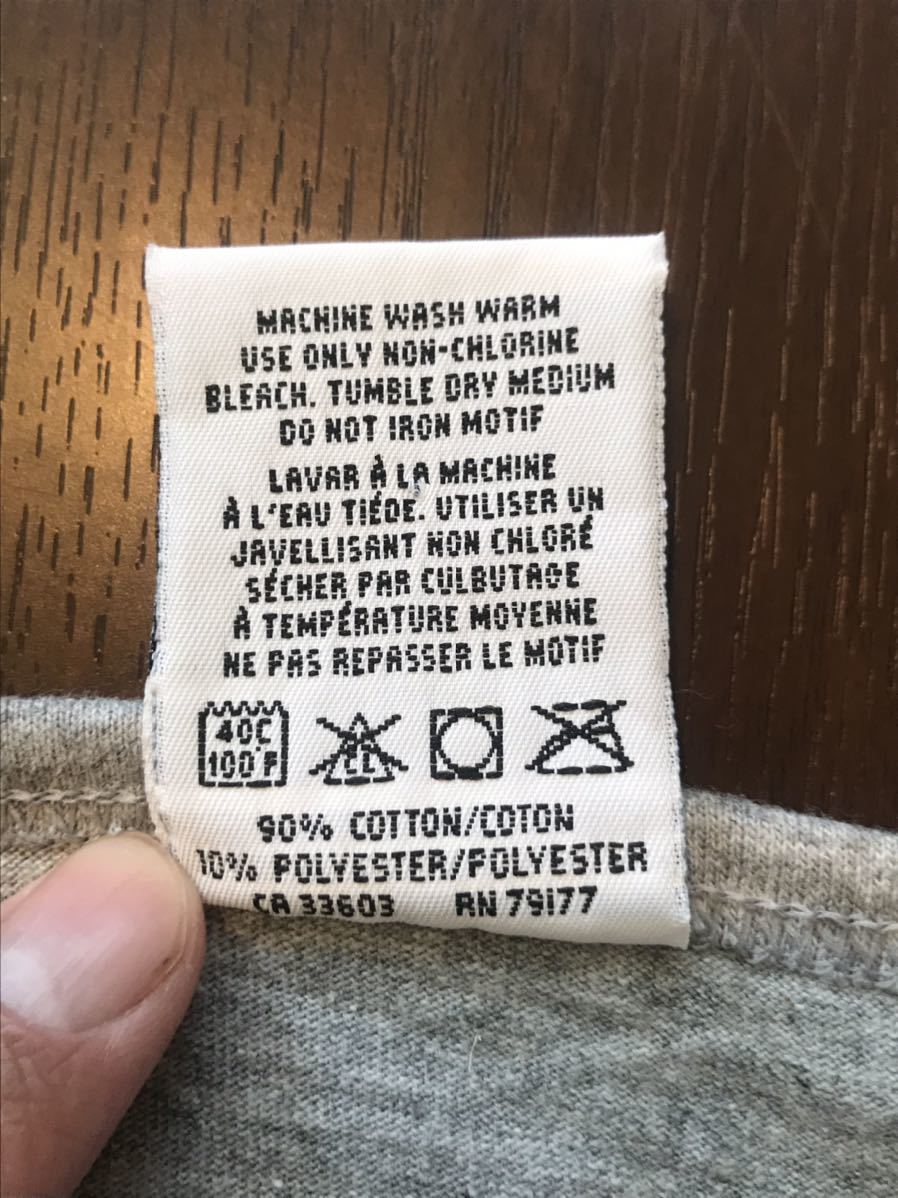 MACHINE WASH WARM
USE ONLY NON-CHLORINE
BLEACH. TUMBLE DRY MEDIUM
DO NOT IRON MOTIF
LAVAR À LA MACHINE
À L'EAU TIÉDE. UTILISER UN
JAVELLISANT NON CHLORÉ
SÉCHER PAR CULBUTAGE
À TEMPÉRATURE MOYENNE
NE PAS REPASSER LE MOTIF
40C
100°F
CL
90% COTTON/COTON
10% POLYESTER/POLYESTER
CA 33603 RN 79177